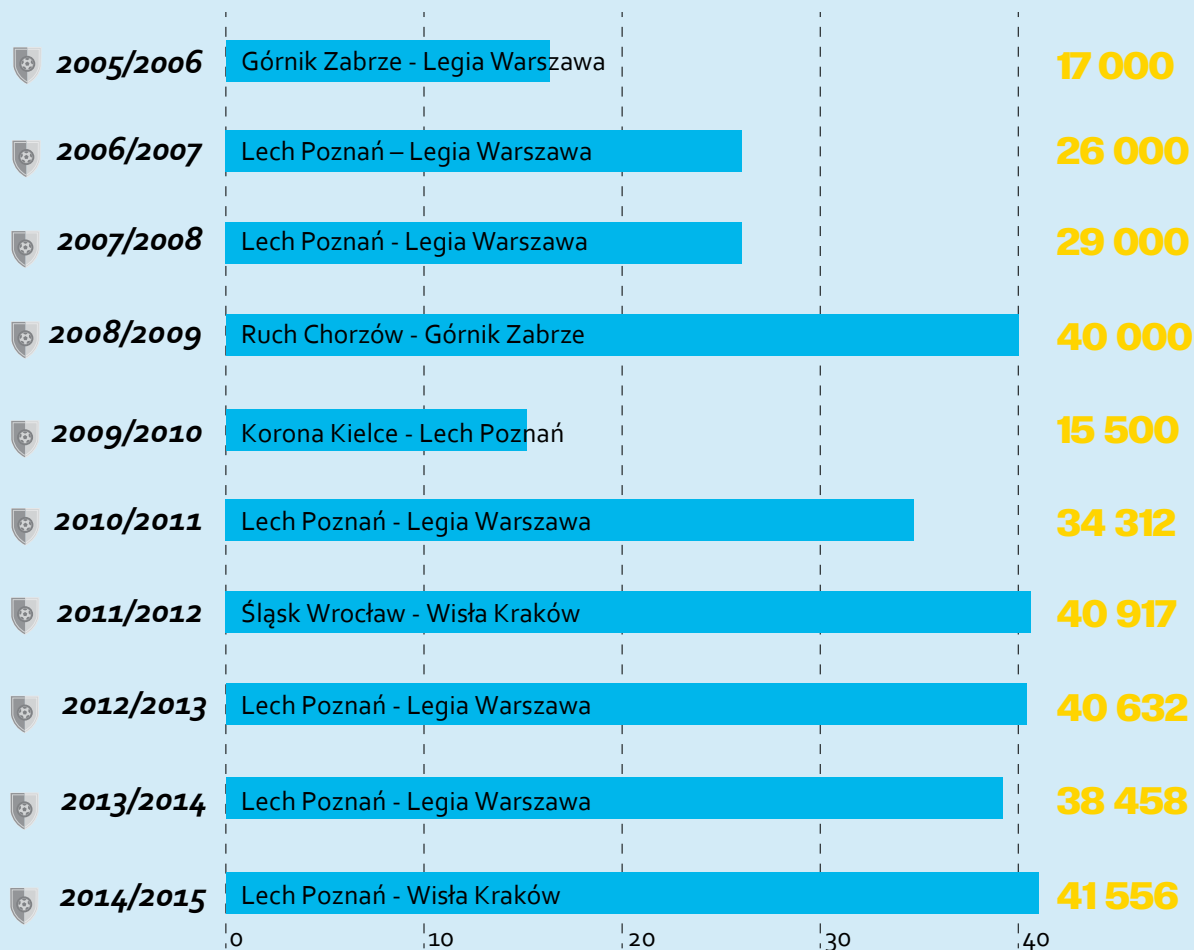 2005/2006 Górnik Zabrze - Legia Warszawa 17 000
2006/2007 Lech Poznań – Legia Warszawa 26 000
2007/2008 Lech Poznań - Legia Warszawa 29 000
2008/2009 Ruch Chorzów - Górnik Zabrze 40 000
2009/2010 Korona Kielce - Lech Poznań 15 500
2010/2011 Lech Poznań - Legia Warszawa 34 312
2011/2012 Śląsk Wrocław - Wisła Kraków 40 917
2012/2013 Lech Poznań - Legia Warszawa 40 632
2013/2014 Lech Poznań - Legia Warszawa 38 458
2014/2015 Lech Poznań - Wisła Kraków 41 556
0 10 20 30 40